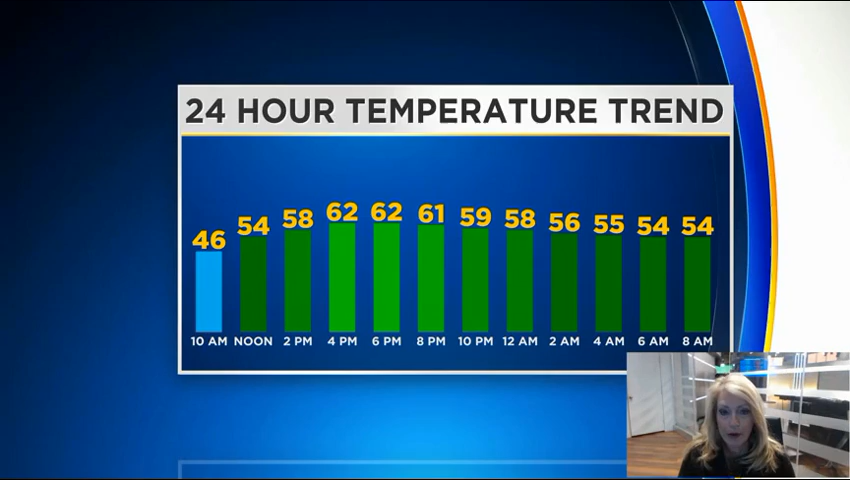 24 HOUR TEMPERATURE TREND
46 54 58 62 62 61 59 58 56 55 54 54
10 AM NOON 2 PM 4 PM 6 PM 8 PM 10 PM 12 AM 2 AM 4 AM 6 AM 8 AM